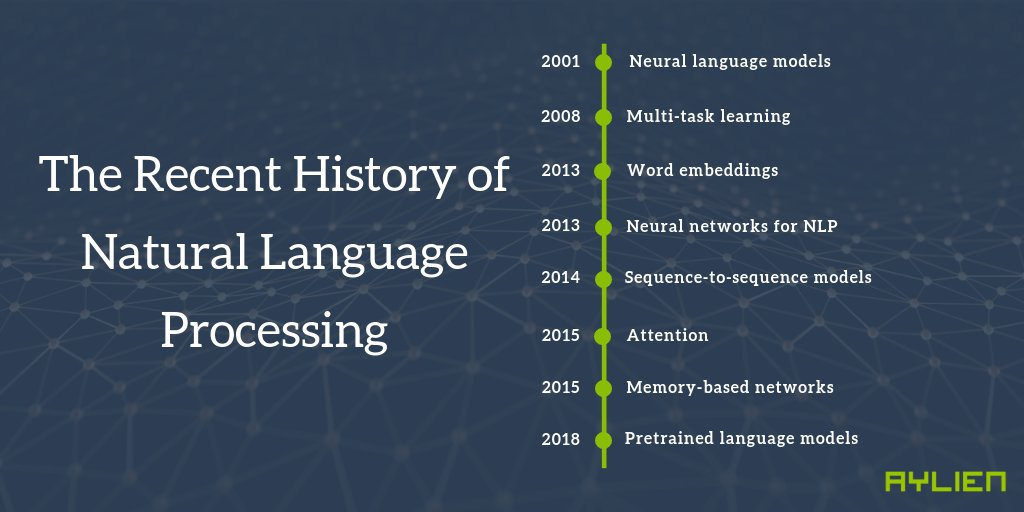 The Recent History of
Natural Language
Processing
2001 Neural language models
2008 Multi-task learning
2013 Word embeddings
2013 Neural networks for NLP
2014 Sequence-to-sequence models
2015 Attention
2015 Memory-based networks
2018 Pretrained language models
AYLIEN